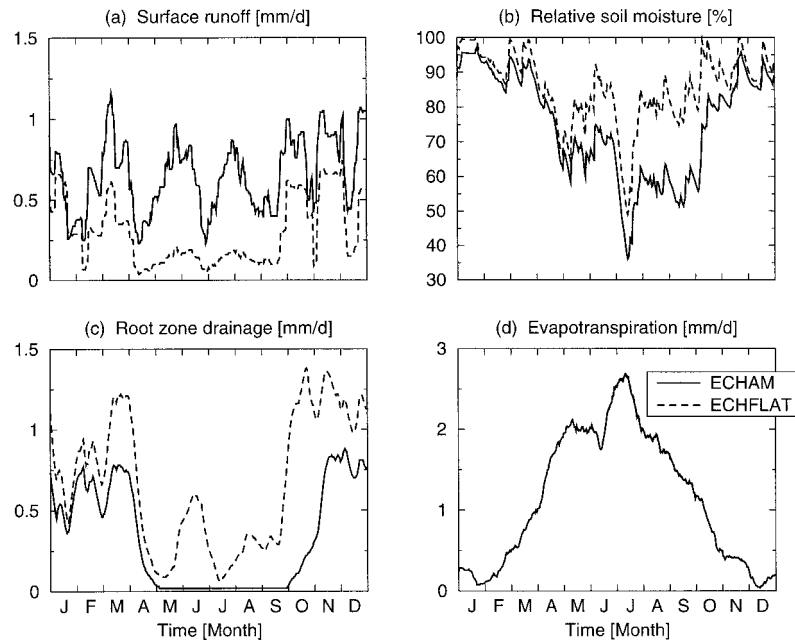 (a) Surface runoff [mm/d]
1.5
1
0.5
0
(b) Relative soil moisture [%]
100
90
80
70
60
50
40
30
(c) Root zone drainage [mm/d]
1.5
1
0.5
0
J F M A M J J A S O N D
Time [Month]
(d) Evapotranspiration [mm/d]
3
2
1
0
ECHAM
ECHFLAT
J F M A M J J A S O N D
Time [Month]